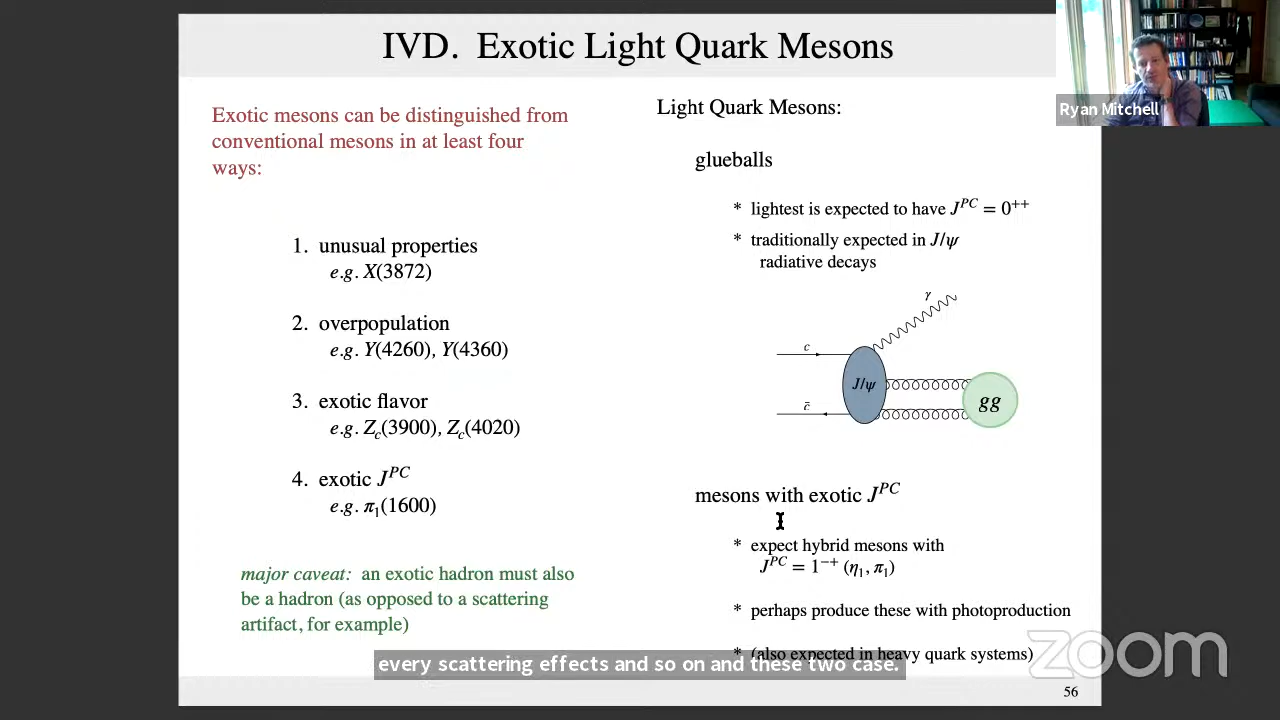 IVD. Exotic Light Quark Mesons
Exotic mesons can be distinguished from
conventional mesons in at least four
ways:
1. unusual properties
e.g. X(3872)
2. overpopulation
e.g. Y(4260), Y(4360)
3. exotic flavor
e.g. Z_c(3900), Z_c(4020)
4. exotic J^{PC}
e.g. π₁(1600)
major caveat: an exotic hadron must also
be a hadron (as opposed to a scattering
artifact, for example)
Light Quark Mesons:
glueballs
* lightest is expected to have J^{PC} = 0^{++}
* traditionally expected in J/ψ
radiative decays
γ
c
J/ψ
c̄
gg
mesons with exotic J^{PC}
* expect hybrid mesons with
J^{PC} = 1^{-+} (η₁, π₁)
* perhaps produce these with photoproduction
* (also expected in heavy quark systems)
every scattering effects and so on and these two case.
Ryan Mitchell
zoom
56